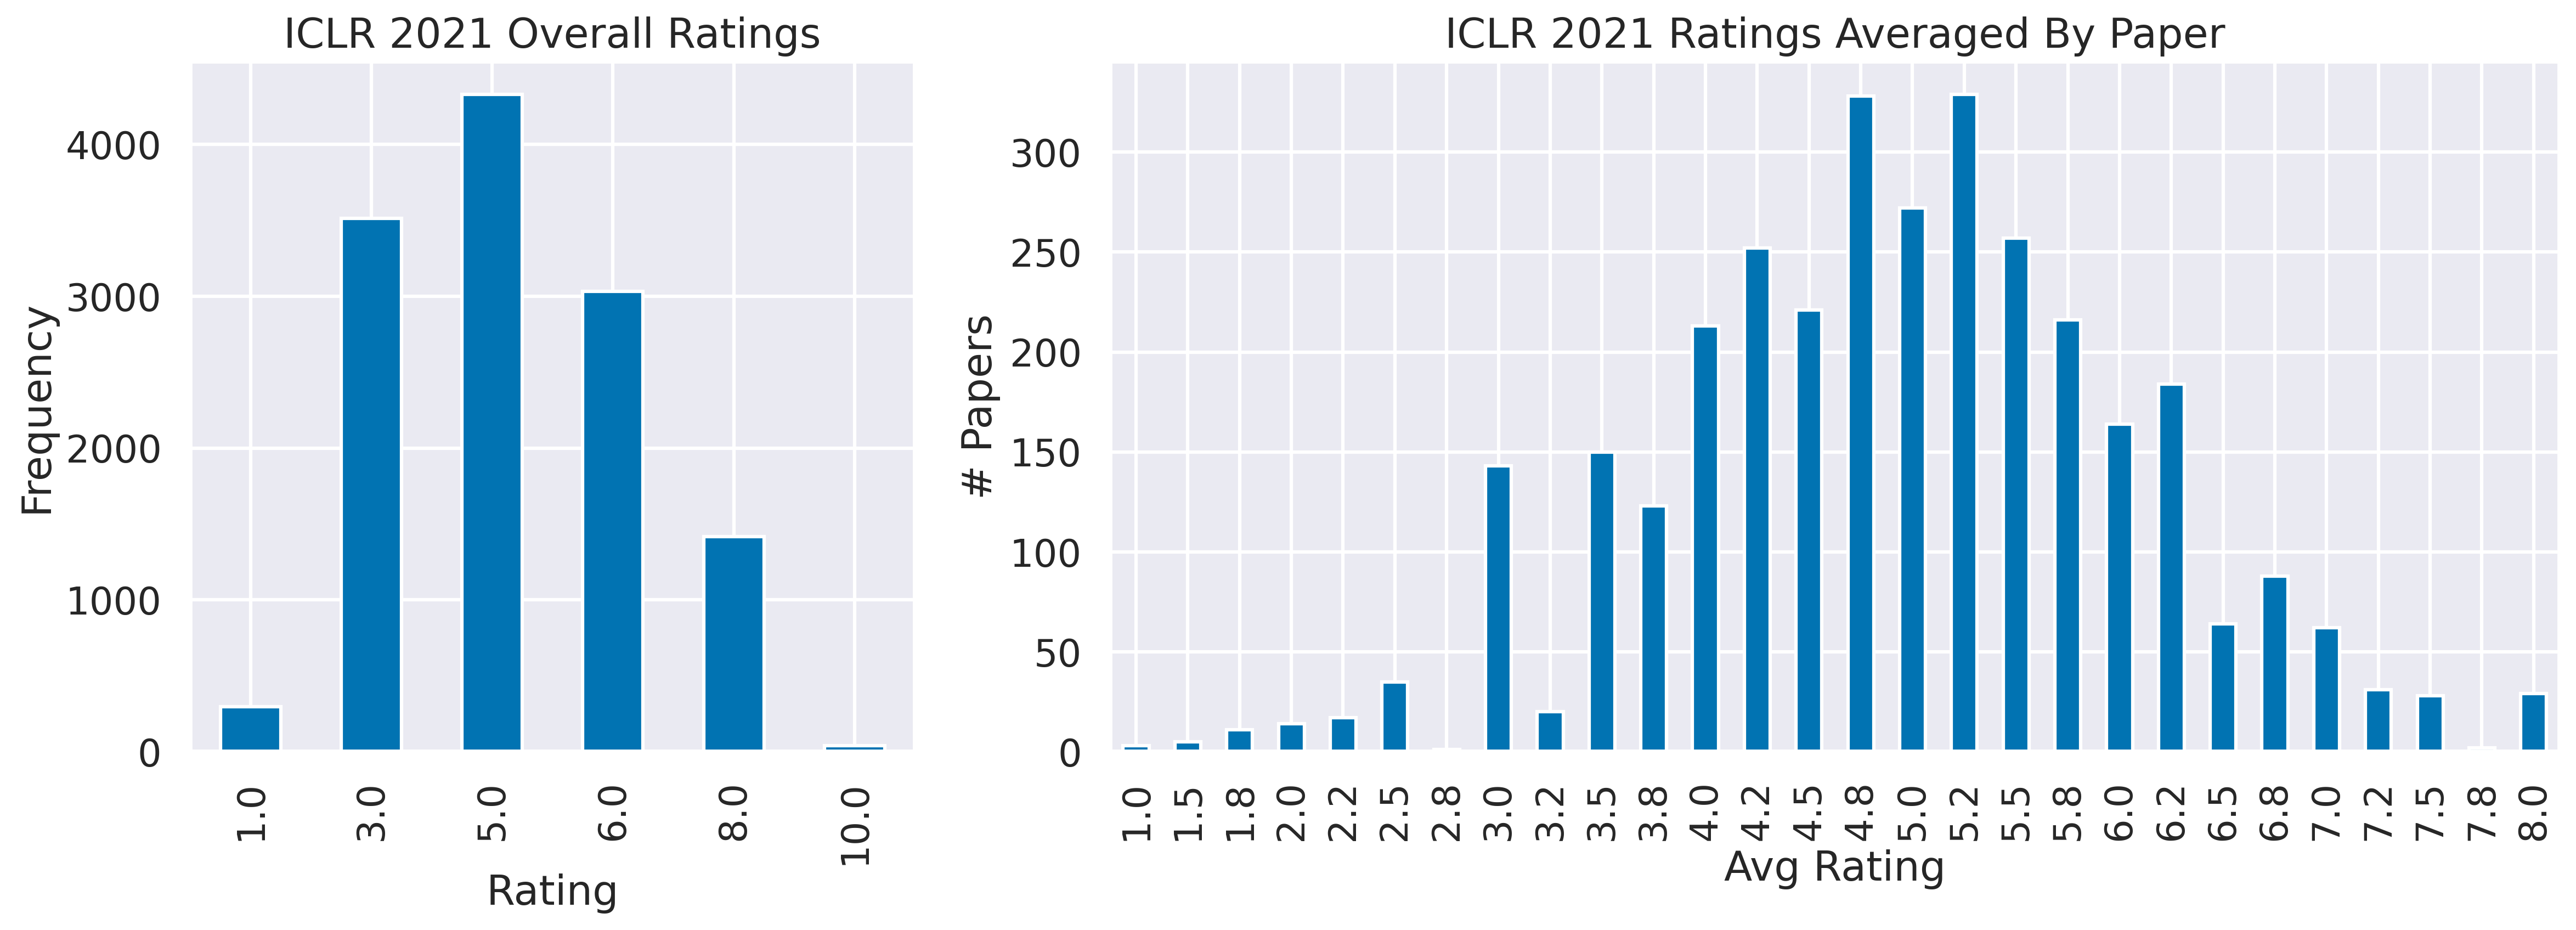 ICLR 2021 Overall Ratings
Frequency
4000
3000
2000
1000
0
1.0 3.0 5.0 6.0 8.0 10.0
Rating
ICLR 2021 Ratings Averaged By Paper
# Papers
300
250
200
150
100
50
0
1.0 1.5 1.8 2.0 2.2 2.5 2.8 3.0 3.2 3.5 3.8 4.0 4.2 4.5 4.8 5.0 5.2 5.5 5.8 6.0 6.2 6.5 6.8 7.0 7.2 7.5 7.8 8.0
Avg Rating